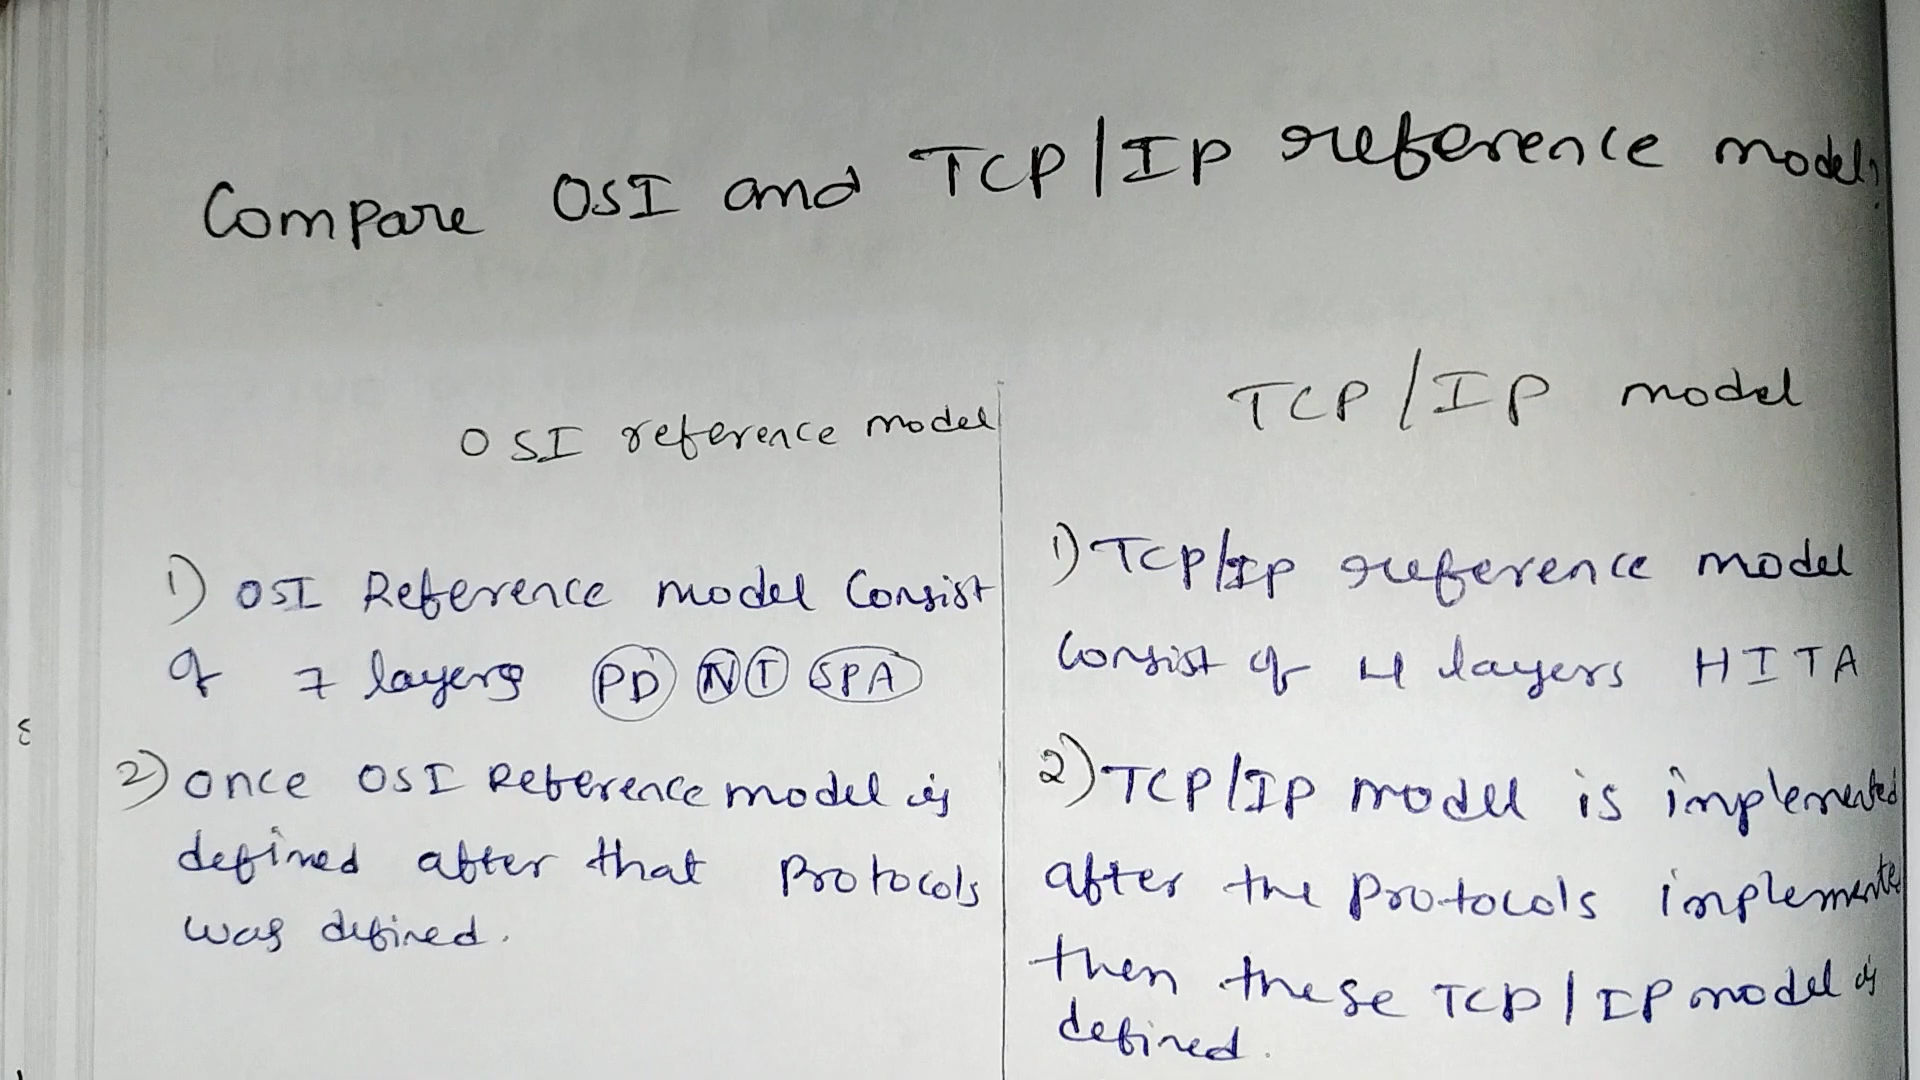 Compare OSI and TCP/IP reference model,
OSI reference model
1) OSI Reference model Consist
of 7 layers PD N T SPA
2) once OSI Reference model is
defined after that Protocols
was defined.
TCP/IP model
1) TCP/IP reference model
Consist of 4 layers HITA
2) TCP/IP model is implemented
after the Protocols implemente
then these TCP/IP model is
defined.